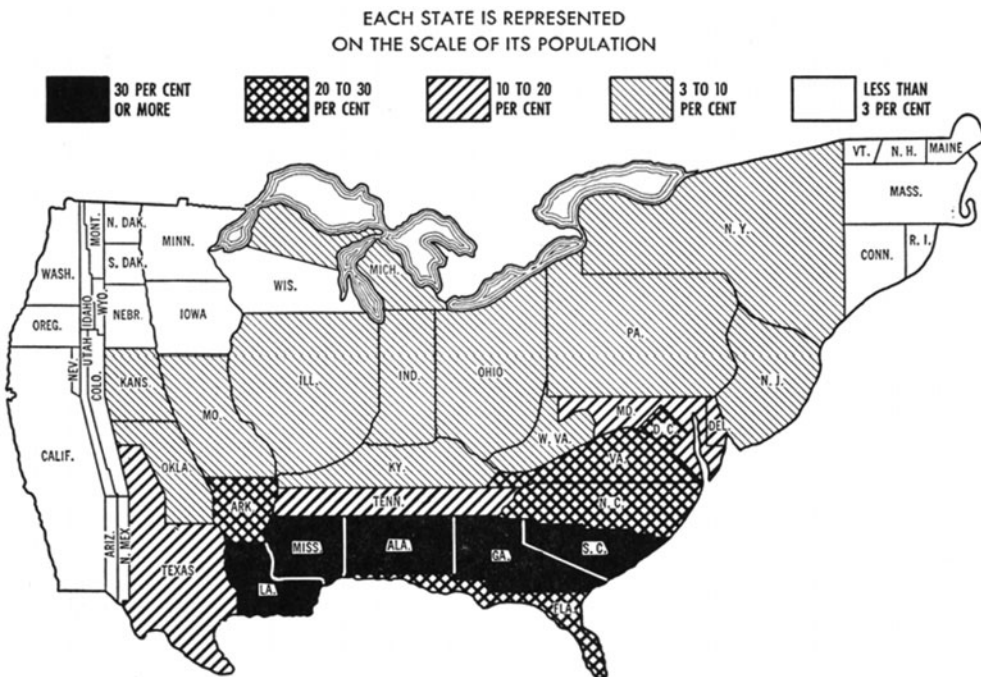 EACH STATE IS REPRESENTED
ON THE SCALE OF ITS POPULATION
30 PER CENT
OR MORE
20 TO 30
PER CENT
10 TO 20
PER CENT
3 TO 10
PER CENT
LESS THAN
3 PER CENT
VT.
N. H.
MAINE
MASS.
CONN.
R. I.
N. Y.
WASH.
MONT.
N. DAK.
MINN.
S. DAK.
WIS.
MICH.
OREG.
IDAHO
WYO.
NEBR.
IOWA
NEV.
UTAH
COLO.
KANS.
MO.
ILL.
IND.
OHIO
PA.
N. J.
MD.
D. C.
DEL.
W. VA.
VA.
CALIF.
OKLA.
KY.
ARK.
TENN.
N. C.
ARIZ.
N. MEX.
TEXAS
MISS.
ALA.
GA.
S. C.
LA.
FLA.